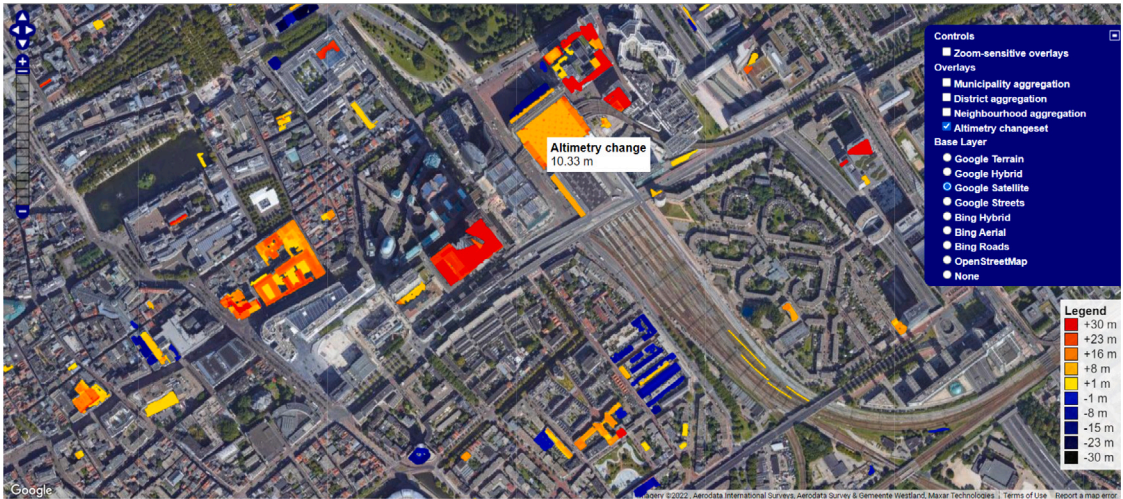 Controls
Zoom-sensitive overlays
Overlays
Municipality aggregation
District aggregation
Neighbourhood aggregation
Altimetry changeset
Base Layer
Google Terrain
Google Hybrid
Google Satellite
Google Streets
Bing Hybrid
Bing Aerial
Bing Roads
OpenStreetMap
None
Altimetry change
10.33 m
Legend
+30 m
+23 m
+16 m
+8 m
+1 m
-1 m
-8 m
-15 m
-23 m
-30 m
Google
©2022 , Aerodata International Surveys, Aerodata Survey & Gemeente Westland, Maxar Technologies Terms of Use Report a map error